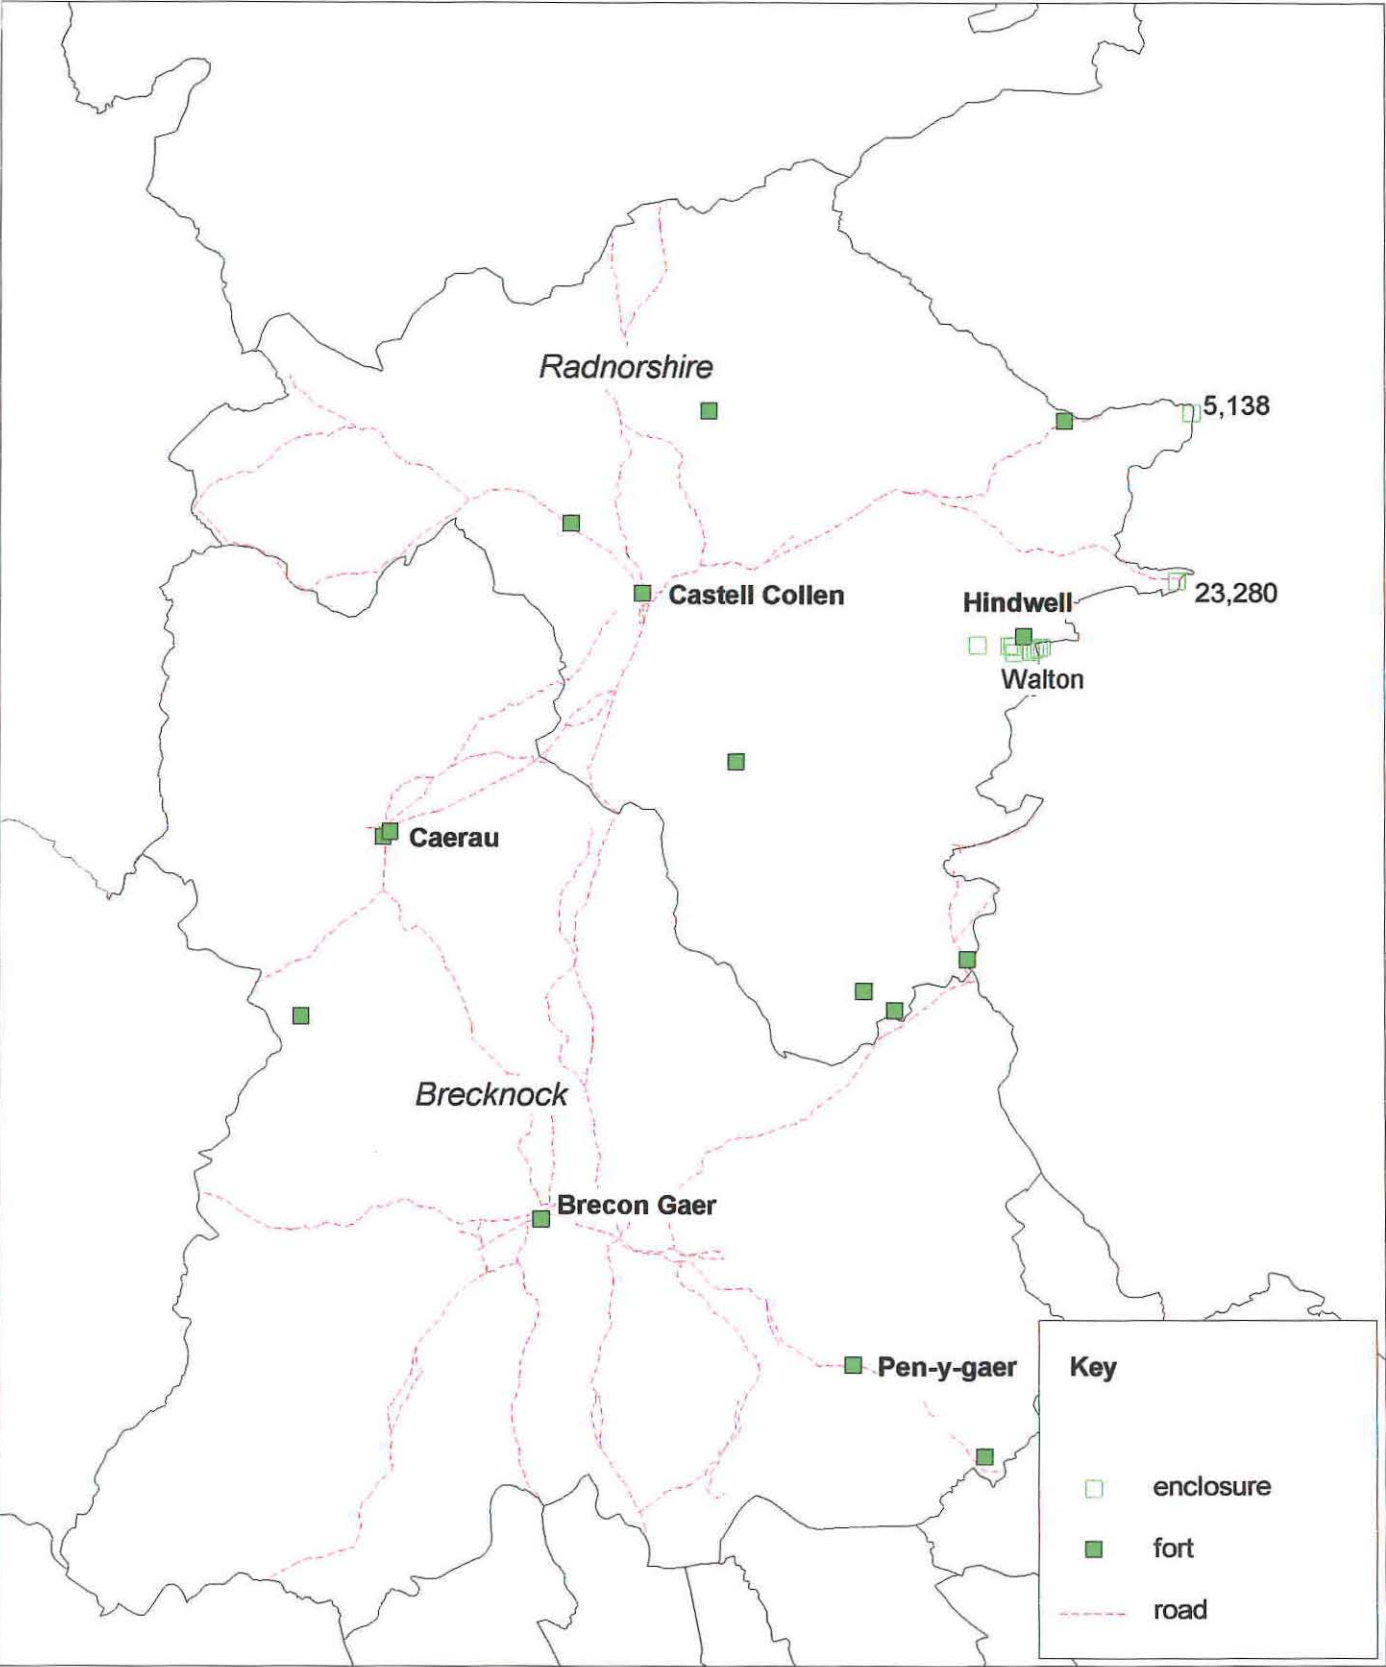 Radnorshire
5,138
Castell Collen
23,280
Hindwell
Walton
Caerau
Brecknock
Brecon Gaer
Pen-y-gaer
Key
enclosure
fort
road